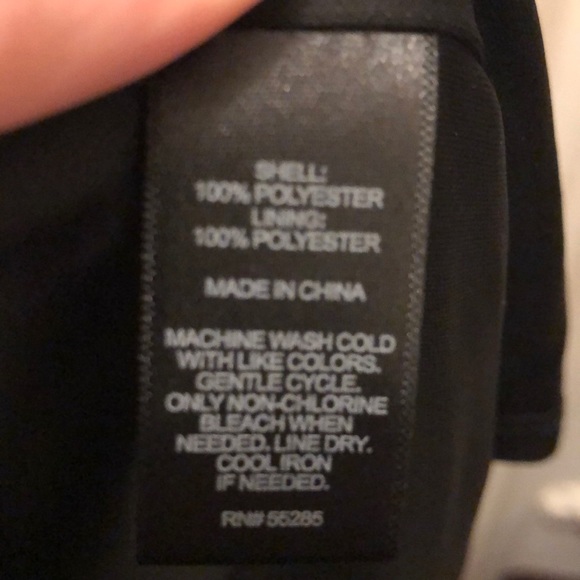 SHELL:
100% POLYESTER
LINING:
100% POLYESTER
MADE IN CHINA
MACHINE WASH COLD
WITH LIKE COLORS.
GENTLE CYCLE.
ONLY NON-CHLORINE
BLEACH WHEN
NEEDED. LINE DRY.
COOL IRON
IF NEEDED.
RN# 55285